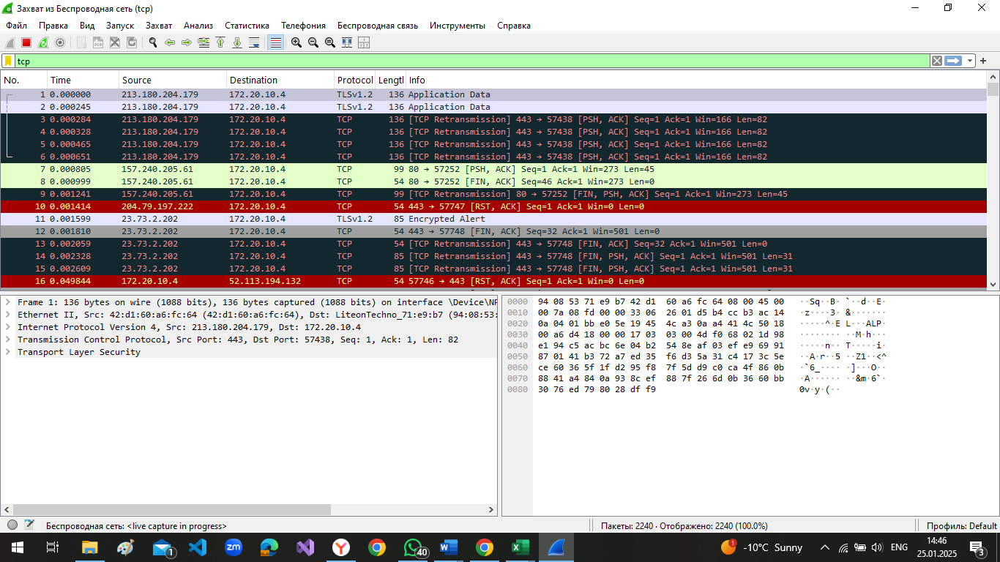 Захват из Беспроводная сеть (tcp)
Файл Правка Вид Запуск Захват Анализ Статистика Телефония Беспроводная связь Инструменты Справка
tcp
No. Time Source Destination Protocol Lengtl Info
1 0.000000 213.180.204.179 172.20.10.4 TLSv1.2 136 Application Data
2 0.000245 213.180.204.179 172.20.10.4 TLSv1.2 136 Application Data
3 0.000284 213.180.204.179 172.20.10.4 TCP 136 [TCP Retransmission] 443 → 57438 [PSH, ACK] Seq=1 Ack=1 Win=166 Len=82
4 0.000328 213.180.204.179 172.20.10.4 TCP 136 [TCP Retransmission] 443 → 57438 [PSH, ACK] Seq=1 Ack=1 Win=166 Len=82
5 0.000465 213.180.204.179 172.20.10.4 TCP 136 [TCP Retransmission] 443 → 57438 [PSH, ACK] Seq=1 Ack=1 Win=166 Len=82
6 0.000651 213.180.204.179 172.20.10.4 TCP 136 [TCP Retransmission] 443 → 57438 [PSH, ACK] Seq=1 Ack=1 Win=166 Len=82
7 0.000805 157.240.205.61 172.20.10.4 TCP 99 80 → 57252 [PSH, ACK] Seq=1 Ack=1 Win=273 Len=45
8 0.000999 157.240.205.61 172.20.10.4 TCP 54 80 → 57252 [FIN, ACK] Seq=46 Ack=1 Win=273 Len=0
9 0.001241 157.240.205.61 172.20.10.4 TCP 99 [TCP Retransmission] 80 → 57252 [FIN, PSH, ACK] Seq=1 Ack=1 Win=273 Len=45
10 0.001414 204.79.197.222 172.20.10.4 TCP 54 443 → 57747 [RST, ACK] Seq=1 Ack=1 Win=0 Len=0
11 0.001599 23.73.2.202 172.20.10.4 TLSv1.2 85 Encrypted Alert
12 0.001810 23.73.2.202 172.20.10.4 TCP 54 443 → 57748 [FIN, ACK] Seq=32 Ack=1 Win=501 Len=0
13 0.002059 23.73.2.202 172.20.10.4 TCP 54 [TCP Retransmission] 443 → 57748 [FIN, ACK] Seq=32 Ack=1 Win=501 Len=0
14 0.002328 23.73.2.202 172.20.10.4 TCP 85 [TCP Retransmission] 443 → 57748 [FIN, PSH, ACK] Seq=1 Ack=1 Win=501 Len=31
15 0.002609 23.73.2.202 172.20.10.4 TCP 85 [TCP Retransmission] 443 → 57748 [FIN, PSH, ACK] Seq=1 Ack=1 Win=501 Len=31
16 0.049844 172.20.10.4 52.113.194.132 TCP 54 57746 → 443 [RST, ACK] Seq=1 Ack=1 Win=0 Len=0
Frame 1: 136 bytes on wire (1088 bits), 136 bytes captured (1088 bits) on interface \Device\NP
Ethernet II, Src: 42:d1:60:a6:fc:64 (42:d1:60:a6:fc:64), Dst: LiteonTechno_71:e9:b7 (94:08:53:
Internet Protocol Version 4, Src: 213.180.204.179, Dst: 172.20.10.4
Transmission Control Protocol, Src Port: 443, Dst Port: 57438, Seq: 1, Ack: 1, Len: 82
Transport Layer Security
0000 94 08 53 71 e9 b7 42 d1 60 a6 fc 64 08 00 45 00 ··Sq··B· `··d··E·
0010 00 7a 08 fd 00 00 33 06 26 01 d5 b4 cc b3 ac 14 ·z····3· &·······
0020 0a 04 01 bb e0 5e 19 45 4c a3 0a a4 41 4c 50 18 ·····^·E L···ALP·
0030 00 a6 d4 18 00 00 17 03 03 00 4d f0 68 02 1d 98 ········ ··M·h···
0040 e1 94 c5 ac bc 6e 04 b2 54 8e af 03 ef e9 69 91 ·····n·· T·····i·
0050 87 01 41 b3 72 a7 ed 35 f6 d3 5a 31 c4 17 3c 5e ··A·r··5 ··Z1··<^
0060 ce 60 36 5f 1f d2 95 f8 7f 5d d9 c0 ca 4f 86 0b ·`6_···· ·]···O··
0070 88 41 a4 84 0a 93 8c ef 88 7f 26 6d 0b 36 60 bb ·A······ ··&m·6`·
0080 30 76 ed 79 80 28 df f9 0v·y·(··
Беспроводная сеть: <live capture in progress> Пакеты: 2240 · Отображено: 2240 (100.0%) Профиль: Default
1 zm Y 40 W X 1 -10°C Sunny ENG 14:46 3
25.01.2025